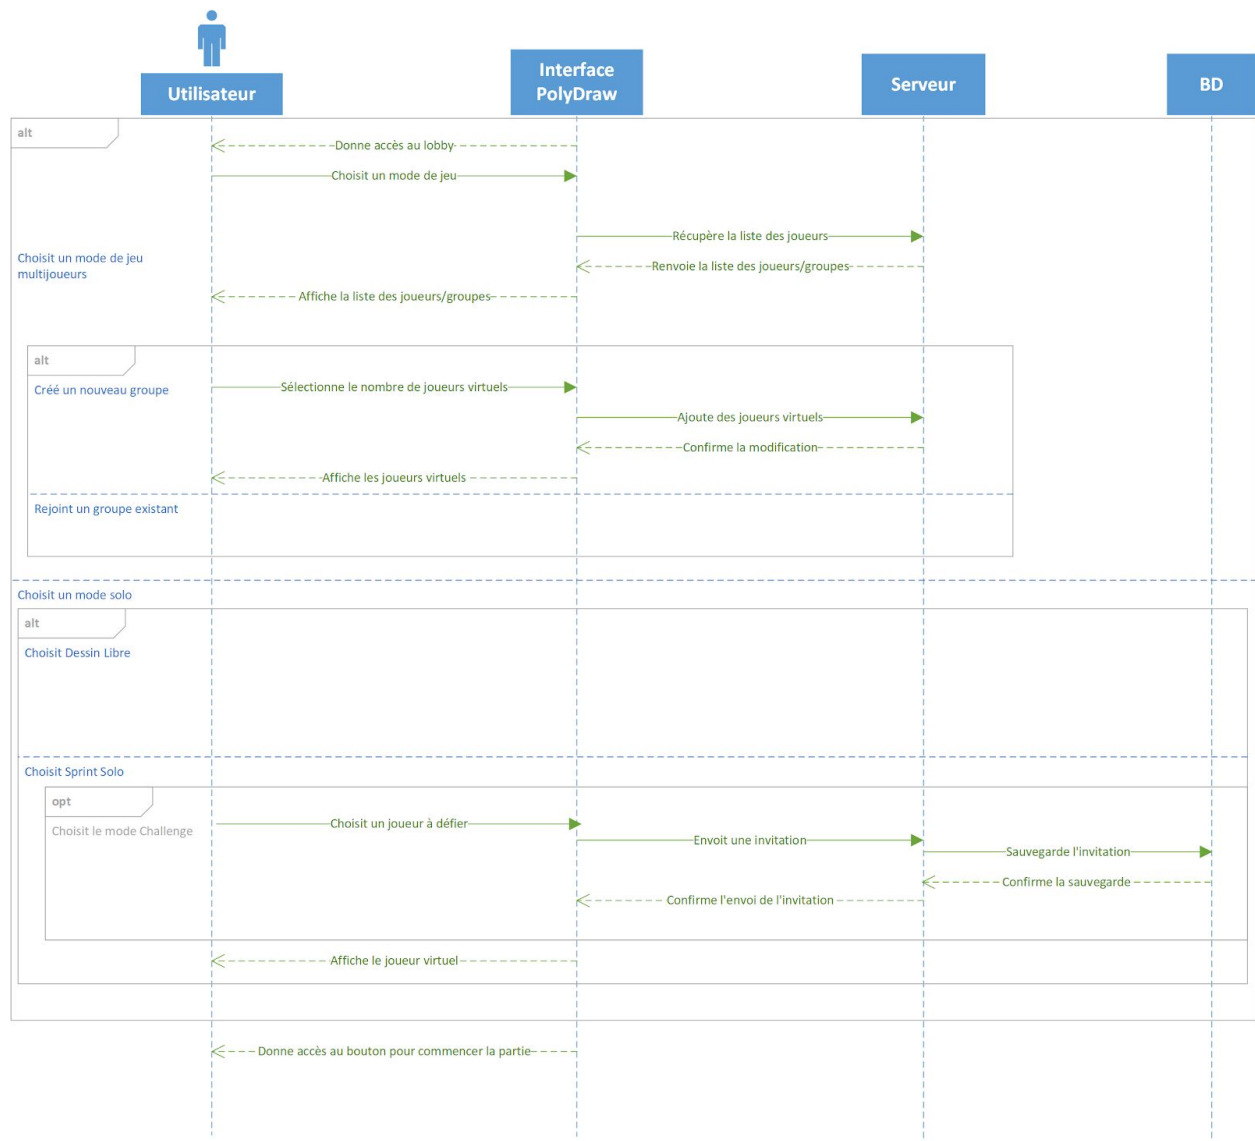 Utilisateur
Interface
PolyDraw
Serveur
BD
alt
Donne accès au lobby
Choisit un mode de jeu
Récupère la liste des joueurs
Choisit un mode de jeu
multijoueurs
Renvoie la liste des joueurs/groupes
Affiche la liste des joueurs/groupes
alt
Créé un nouveau groupe
Sélectionne le nombre de joueurs virtuels
Ajoute des joueurs virtuels
Confirme la modification
Affiche les joueurs virtuels
Rejoint un groupe existant
Choisit un mode solo
alt
Choisit Dessin Libre
Choisit Sprint Solo
opt
Choisit le mode Challenge
Choisit un joueur à défier
Envoit une invitation
Sauvegarde l'invitation
Confirme la sauvegarde
Confirme l'envoi de l'invitation
Affiche le joueur virtuel
Donne accès au bouton pour commencer la partie